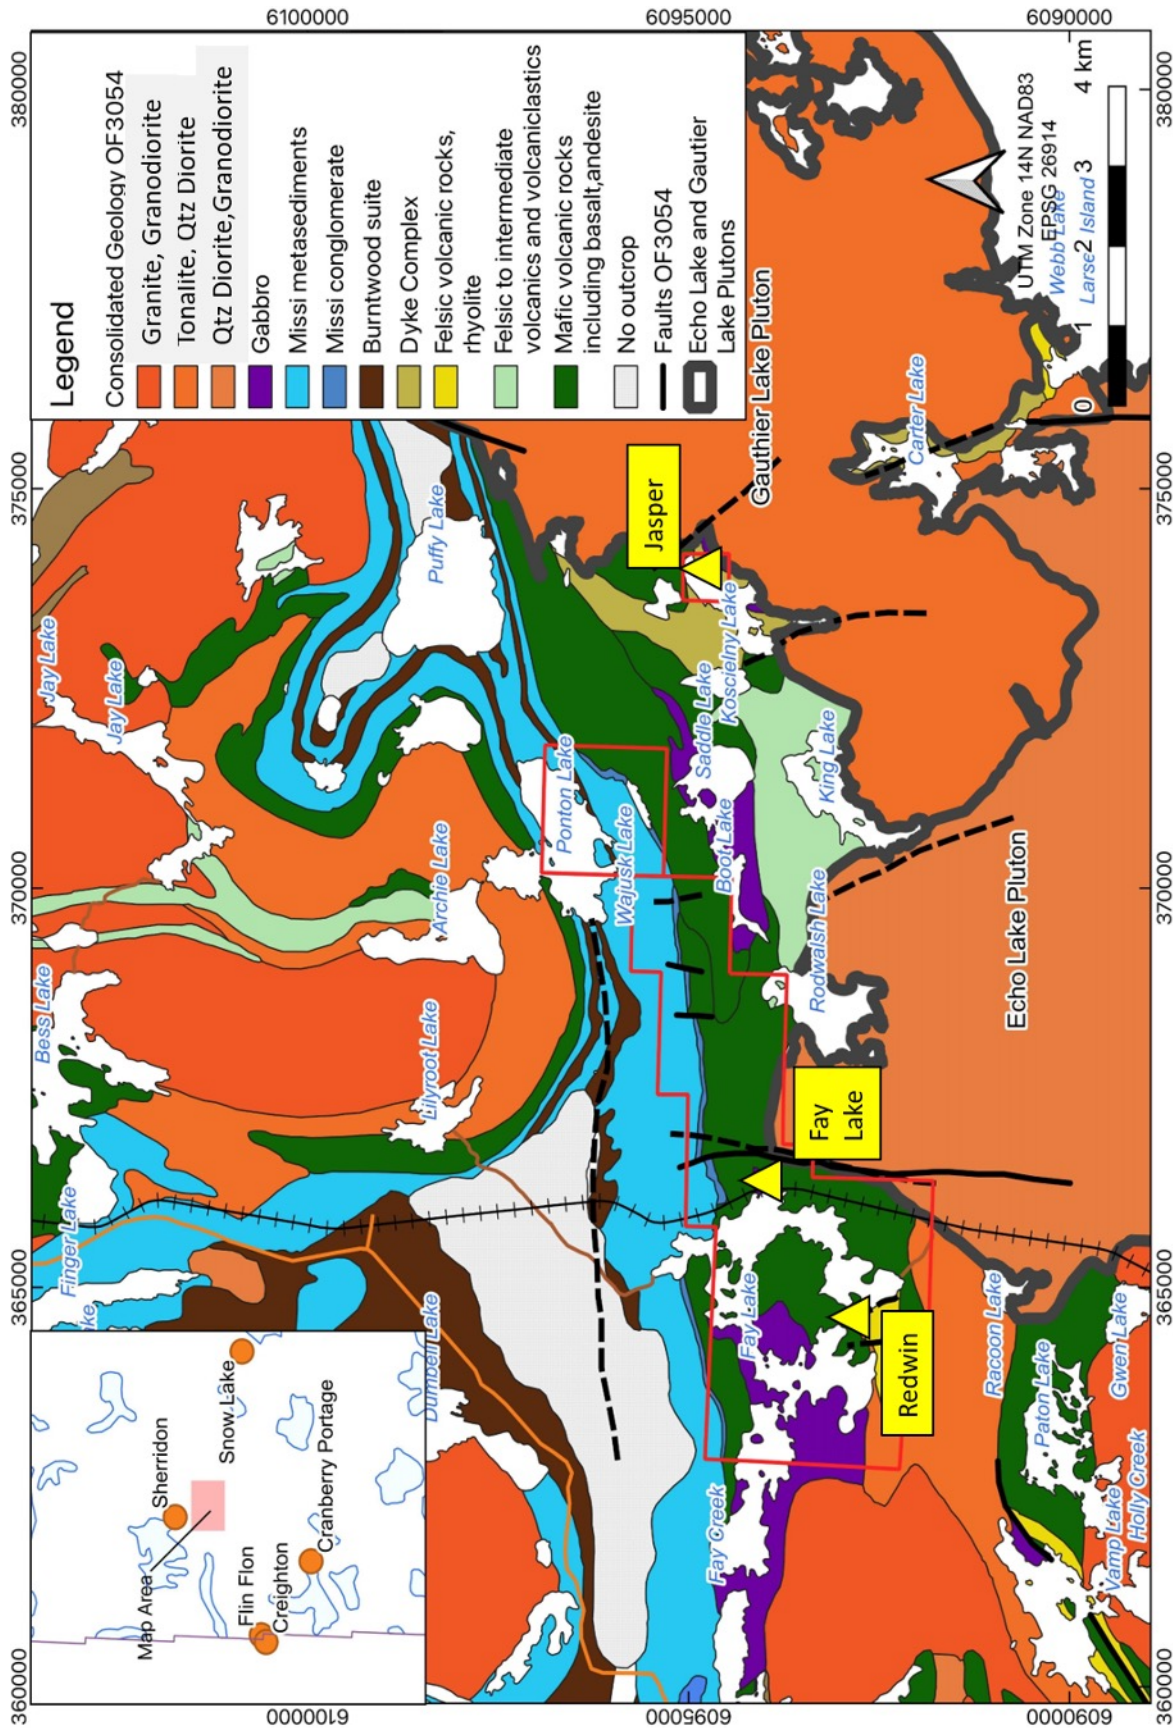 360000
365000
370000
375000
380000
6100000
6095000
6090000
6100000
6095000
6090000
Map Area
Sherridon
Snow Lake
Flin Flon
Creighton
Cranberry Portage
Legend
Consolidated Geology OF3054
Granite, Granodiorite
Tonalite, Qtz Diorite
Qtz Diorite,Granodiorite
Gabbro
Missi metasediments
Missi conglomerate
Burntwood suite
Dyke Complex
Felsic volcanic rocks,
rhyolite
Felsic to intermediate
volcanics and volcaniclastics
Mafic volcanic rocks
including basalt,andesite
No outcrop
Faults OF3054
Echo Lake and Gautier
Lake Plutons
Finger Lake
ke
Bess Lake
Jay Lake
Jay Lake
Dumbell Lake
Lilyroot Lake
Archie Lake
Puffy Lake
Ponton Lake
Wajusk Lake
Jasper
Saddle Lake
Koscielny Lake
Boot Lake
Fay Creek
Fay Lake
Fay
Lake
Rodwalsh Lake
King Lake
Gauthier Lake Pluton
Redwin
Carter Lake
Racoon Lake
Echo Lake Pluton
Paton Lake
Vamp Lake
Holly Creek
Gwen Lake
UTM Zone 14N NAD83
EPSG 26914
Webb Lake
Larse Island
0 1 2 3 4 km